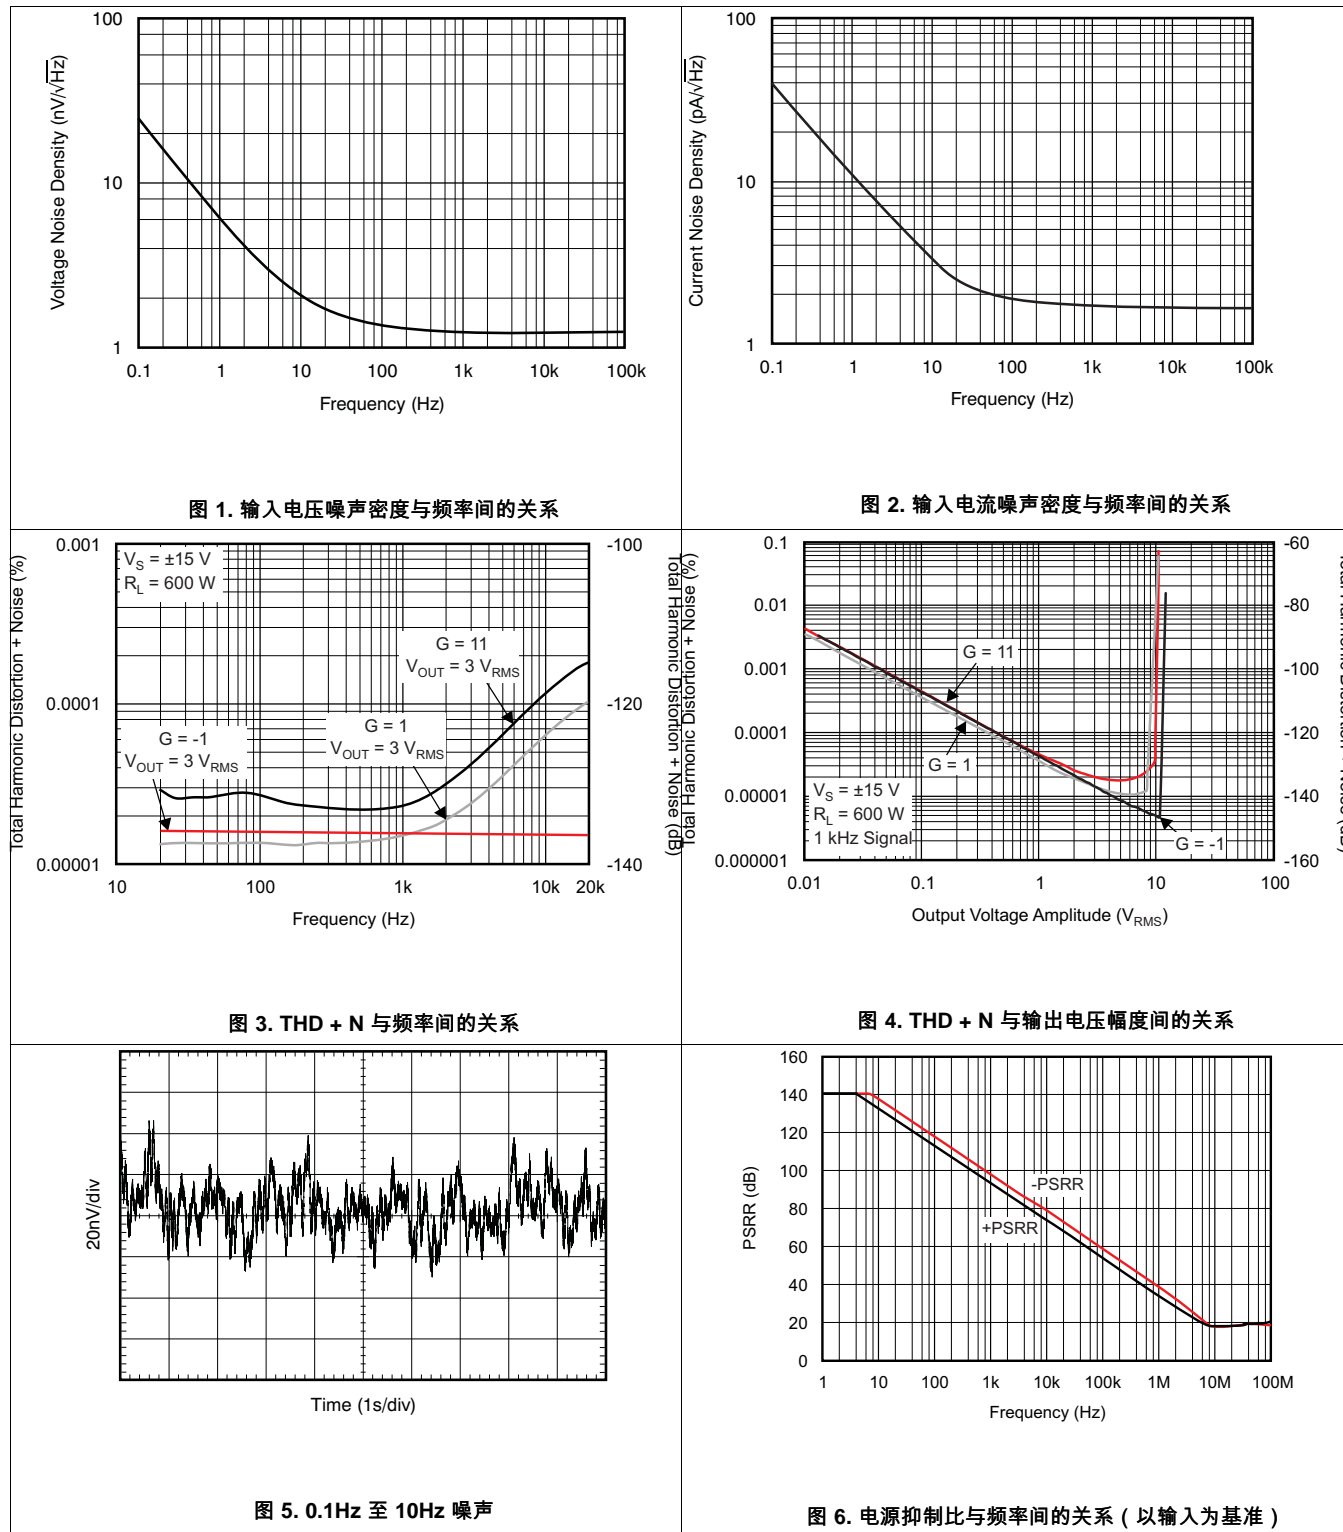 100
10
1
Voltage Noise Density (nV/√Hz)
0.1 1 10 100 1k 10k 100k
Frequency (Hz)
图 1. 输入电压噪声密度与频率间的关系
100
10
1
Current Noise Density (pA/√Hz)
0.1 1 10 100 1k 10k 100k
Frequency (Hz)
图 2. 输入电流噪声密度与频率间的关系
0.001
0.0001
0.00001
Total Harmonic Distortion + Noise (%)
-100
-120
-140
Total Harmonic Distortion + Noise (dB)
VS = ±15 V
RL = 600 W
G = 11
VOUT = 3 VRMS
G = 1
VOUT = 3 VRMS
G = -1
VOUT = 3 VRMS
10 100 1k 10k 20k
Frequency (Hz)
图 3. THD + N 与频率间的关系
0.1
0.01
0.001
0.0001
0.00001
0.000001
Total Harmonic Distortion + Noise (%)
-60
-80
-100
-120
-140
-160
Total Harmonic Distortion + Noise (dB)
G = 11
G = 1
VS = ±15 V
RL = 600 W
1 kHz Signal
G = -1
0.01 0.1 1 10 100
Output Voltage Amplitude (VRMS)
图 4. THD + N 与输出电压幅度间的关系
20nV/div
Time (1s/div)
图 5. 0.1Hz 至 10Hz 噪声
160
140
120
100
80
60
40
20
0
PSRR (dB)
-PSRR
+PSRR
1 10 100 1k 10k 100k 1M 10M 100M
Frequency (Hz)
图 6. 电源抑制比与频率间的关系（以输入为基准）